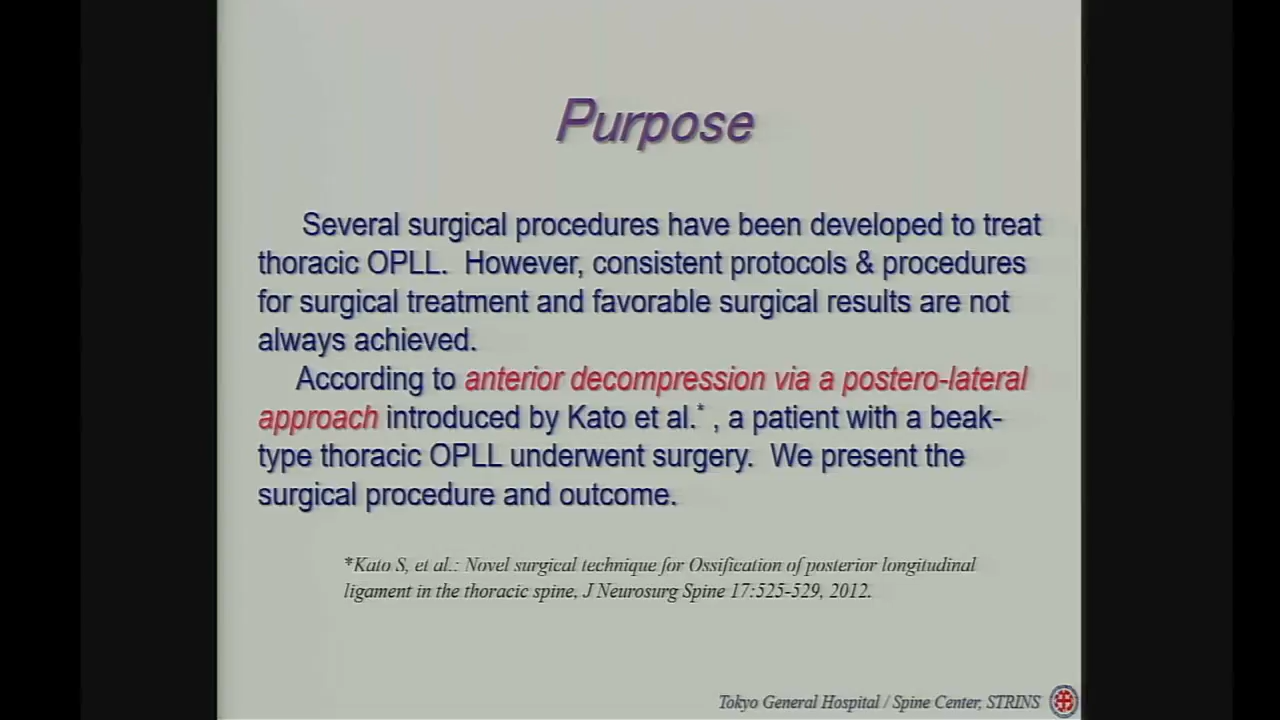 Purpose
Several surgical procedures have been developed to treat
thoracic OPLL. However, consistent protocols & procedures
for surgical treatment and favorable surgical results are not
always achieved.
According to anterior decompression via a postero-lateral
approach introduced by Kato et al.* , a patient with a beak-
type thoracic OPLL underwent surgery. We present the
surgical procedure and outcome.
*Kato S, et al.: Novel surgical technique for Ossification of posterior longitudinal
ligament in the thoracic spine, J Neurosurg Spine 17:525-529, 2012.
Tokyo General Hospital / Spine Center, STRINS